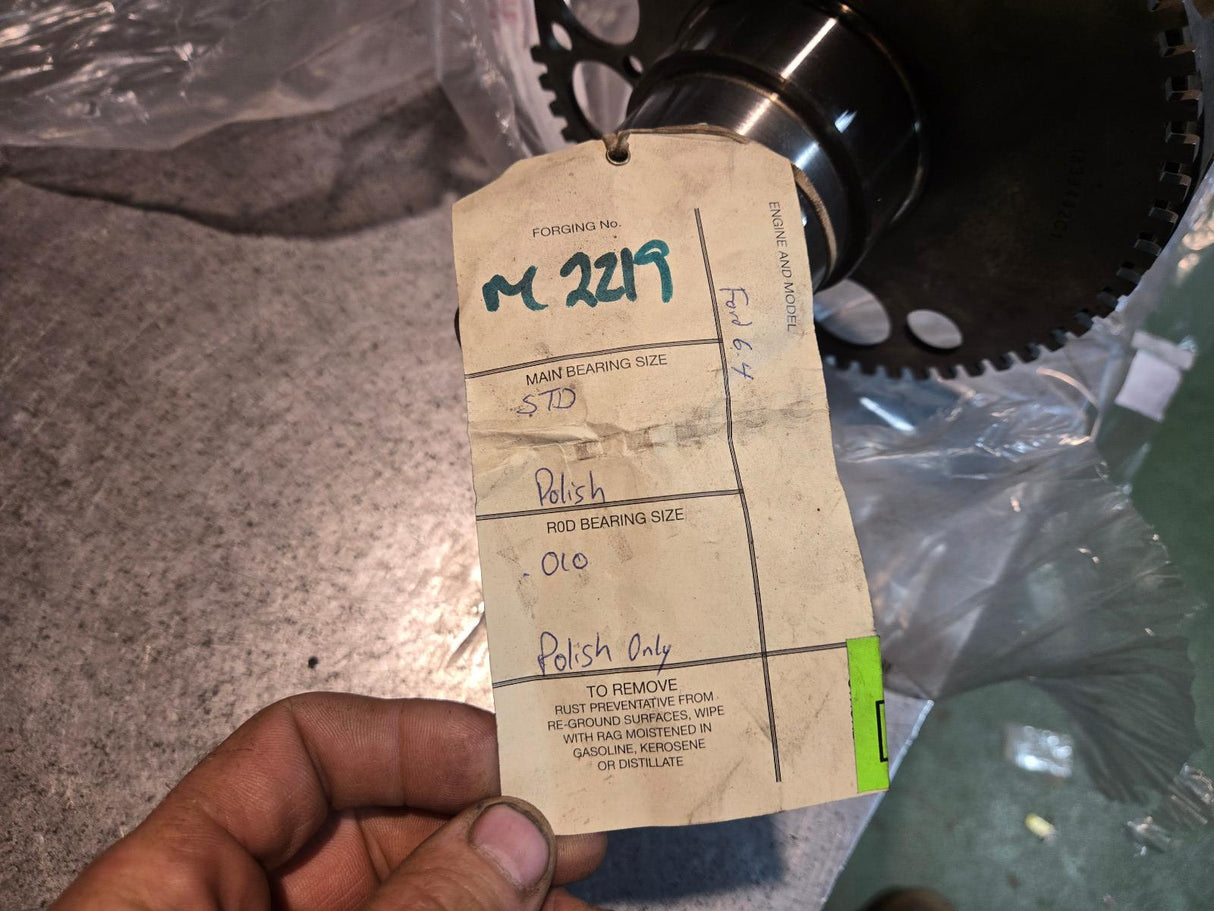 FORGING No.
MC 2219
ENGINE AND MODEL
Ford 6.4
MAIN BEARING SIZE
STD
Polish
ROD BEARING SIZE
.010
Polish Only
TO REMOVE
RUST PREVENTATIVE FROM
RE-GROUND SURFACES, WIPE
WITH RAG MOISTENED IN
GASOLINE, KEROSENE
OR DISTILLATE